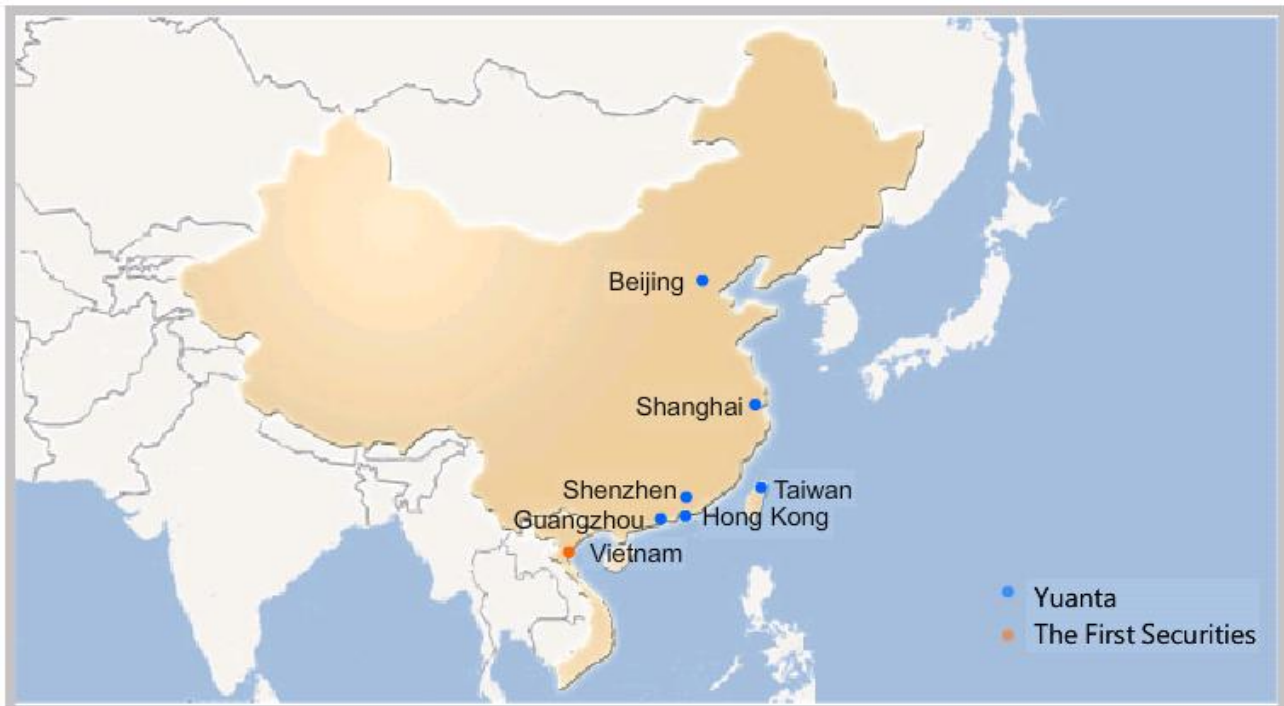 Beijing
Shanghai
Shenzhen
Taiwan
Guangzhou
Hong Kong
Vietnam
Yuanta
The First Securities